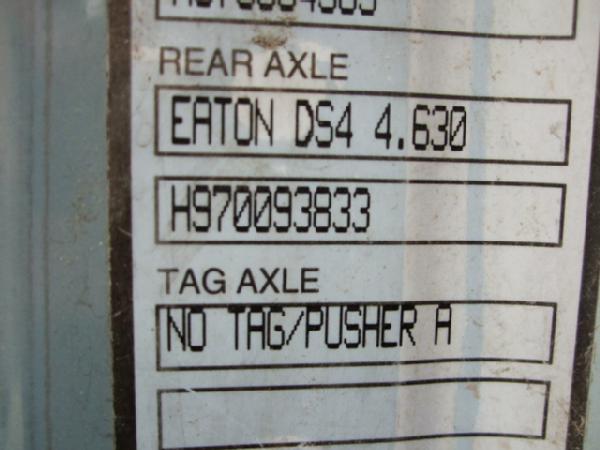 REAR AXLE
EATON DS4 4.630
H970093833
TAG AXLE
NO TAG/PUSHER A